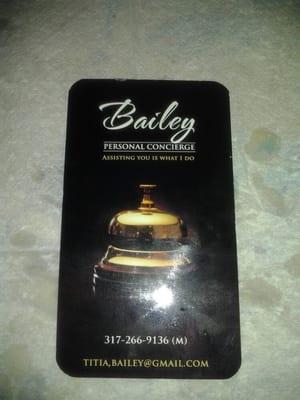 Bailey
PERSONAL CONCIERGE
ASSISTING YOU IS WHAT I DO
317-266-9136 (M)
TITIA,BAILEY@GMAIL.COM